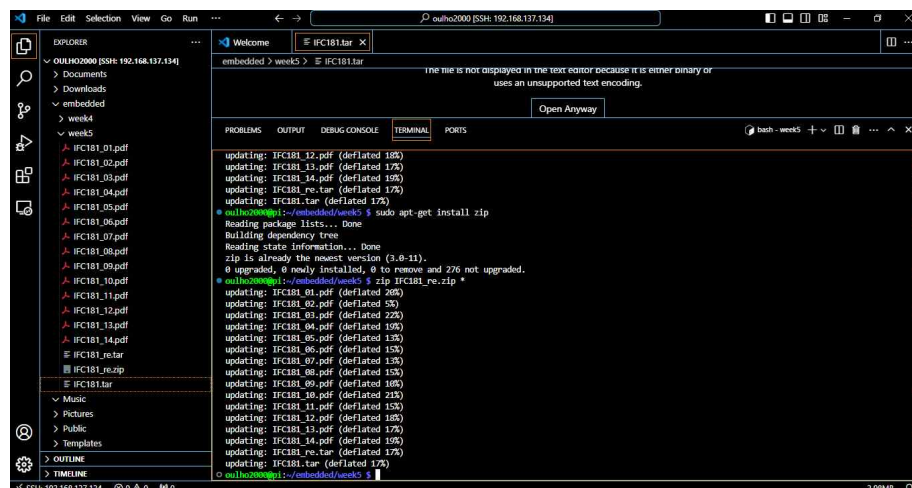 File Edit Selection View Go Run ...
oulho2000 [SSH: 192.168.137.134]
EXPLORER
OULHO2000 [SSH: 192.168.137.134]
Documents
Downloads
embedded
week4
week5
IFC181_01.pdf
IFC181_02.pdf
IFC181_03.pdf
IFC181_04.pdf
IFC181_05.pdf
IFC181_06.pdf
IFC181_07.pdf
IFC181_08.pdf
IFC181_09.pdf
IFC181_10.pdf
IFC181_11.pdf
IFC181_12.pdf
IFC181_13.pdf
IFC181_14.pdf
IFC181_re.tar
IFC181_re.zip
IFC181.tar
Music
Pictures
Public
Templates
OUTLINE
TIMELINE
Welcome IFC181.tar
embedded > week5 > IFC181.tar
The file is not displayed in the text editor because it is either binary or
uses an unsupported text encoding.
Open Anyway
PROBLEMS OUTPUT DEBUG CONSOLE TERMINAL PORTS
bash - week5
updating: IFC181_12.pdf (deflated 18%)
updating: IFC181_13.pdf (deflated 17%)
updating: IFC181_14.pdf (deflated 19%)
updating: IFC181_re.tar (deflated 17%)
updating: IFC181.tar (deflated 17%)
oulho2000@pi:~/embedded/week5 $ sudo apt-get install zip
Reading package lists... Done
Building dependency tree
Reading state information... Done
zip is already the newest version (3.0-11).
0 upgraded, 0 newly installed, 0 to remove and 276 not upgraded.
oulho2000@pi:~/embedded/week5 $ zip IFC181_re.zip *
updating: IFC181_01.pdf (deflated 20%)
updating: IFC181_02.pdf (deflated 5%)
updating: IFC181_03.pdf (deflated 22%)
updating: IFC181_04.pdf (deflated 19%)
updating: IFC181_05.pdf (deflated 13%)
updating: IFC181_06.pdf (deflated 15%)
updating: IFC181_07.pdf (deflated 13%)
updating: IFC181_08.pdf (deflated 15%)
updating: IFC181_09.pdf (deflated 10%)
updating: IFC181_10.pdf (deflated 21%)
updating: IFC181_11.pdf (deflated 15%)
updating: IFC181_12.pdf (deflated 18%)
updating: IFC181_13.pdf (deflated 17%)
updating: IFC181_14.pdf (deflated 19%)
updating: IFC181_re.tar (deflated 17%)
updating: IFC181.tar (deflated 17%)
oulho2000@pi:~/embedded/week5 $
SSH: 192.168.137.134 0 0 0 3.98MB